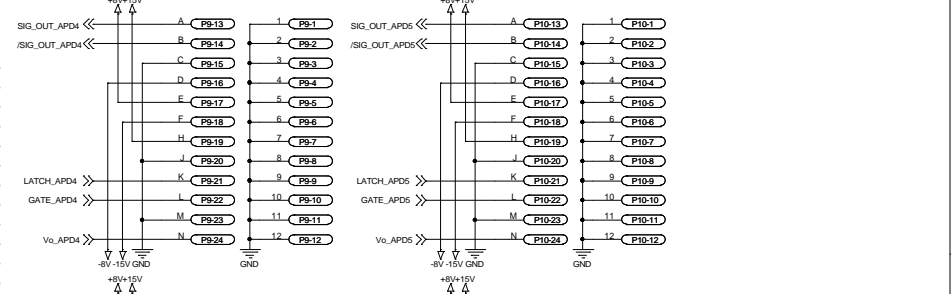 +8V+15V +8V+15V
SIG_OUT_APD4 A P9-13 1 P9-1 SIG_OUT_APD5 A P10-13 1 P10-1
/SIG_OUT_APD4 B P9-14 2 P9-2 /SIG_OUT_APD5 B P10-14 2 P10-2
C P9-15 3 P9-3 C P10-15 3 P10-3
D P9-16 4 P9-4 D P10-16 4 P10-4
E P9-17 5 P9-5 E P10-17 5 P10-5
F P9-18 6 P9-6 F P10-18 6 P10-6
H P9-19 7 P9-7 H P10-19 7 P10-7
J P9-20 8 P9-8 J P10-20 8 P10-8
LATCH_APD4 K P9-21 9 P9-9 LATCH_APD5 K P10-21 9 P10-9
GATE_APD4 L P9-22 10 P9-10 GATE_APD5 L P10-22 10 P10-10
M P9-23 11 P9-11 M P10-23 11 P10-11
Vo_APD4 N P9-24 12 P9-12 Vo_APD5 N P10-24 12 P10-12
-8V -15V GND GND -8V -15V GND GND
+8V+15V +8V+15V